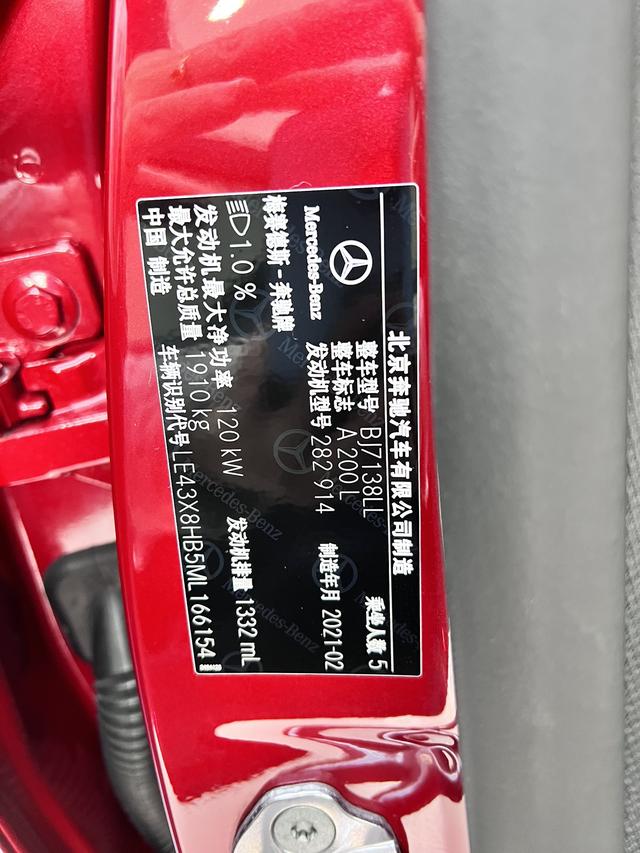 北京奔驰汽车有限公司制造
Mercedes-Benz
梅赛德斯-奔驰牌
整车型号 BJ7138LL 乘坐人数 5
整车标志 A 200 L
发动机型号 282 914 制造年月 2021-02
1.0 %
发动机最大净功率 120 kW 发动机排量 1332 mL
最大允许总质量 1910 kg
中国 制造 车辆识别代号 LE43X8HB5ML166154